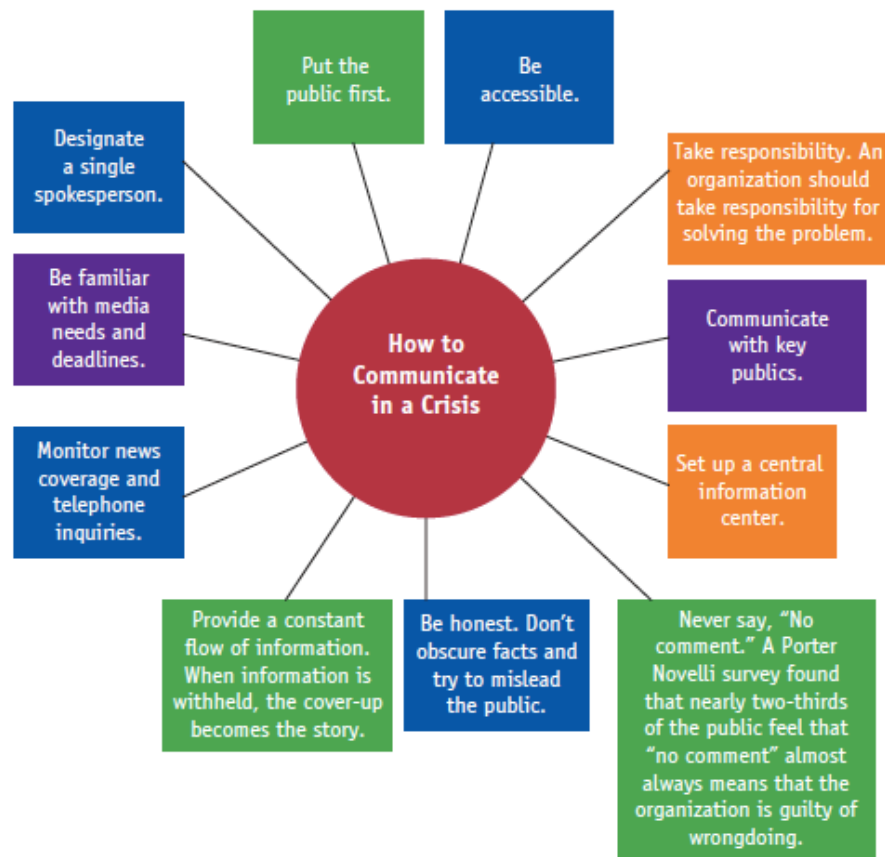 Put the
public first.
Be
accessible.
Designate
a single
spokesperson.
Take responsibility. An
organization should
take responsibility for
solving the problem.
Be familiar
with media
needs and
deadlines.
How to
Communicate
in a Crisis
Communicate
with key
publics.
Monitor news
coverage and
telephone
inquiries.
Set up a central
information
center.
Provide a constant
flow of information.
When information is
withheld, the cover-up
becomes the story.
Be honest. Don’t
obscure facts and
try to mislead
the public.
Never say, “No
comment.” A Porter
Novelli survey found
that nearly two-thirds
of the public feel that
“no comment” almost
always means that the
organization is guilty of
wrongdoing.